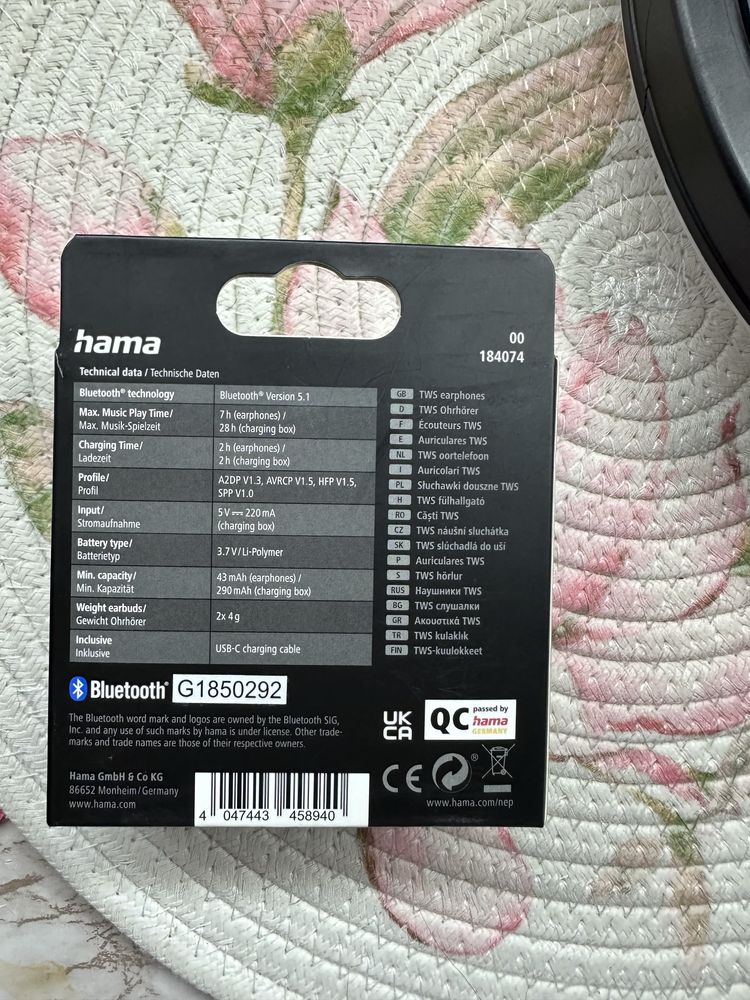 hama
00
184074
Technical data / Technische Daten
Bluetooth® technology
Bluetooth® Version 5.1
Max. Music Play Time/
Max. Musik-Spielzeit
7 h (earphones) /
28 h (charging box)
Charging Time/
Ladezeit
2 h (earphones) /
2 h (charging box)
Profile/
Profil
A2DP V1.3, AVRCP V1.5, HFP V1.5,
SPP V1.0
Input/
Stromaufnahme
5 V ⎓ 220 mA
(charging box)
Battery type/
Batterietyp
3.7 V / Li-Polymer
Min. capacity/
Min. Kapazität
43 mAh (earphones) /
290 mAh (charging box)
Weight earbuds/
Gewicht Ohrhörer
2x 4 g
Inclusive
Inklusive
USB-C charging cable
GB TWS earphones
D TWS Ohrhörer
F Écouteurs TWS
E Auriculares TWS
NL TWS oortelefoon
I Auricolari TWS
PL Słuchawki douszne TWS
H TWS fülhallgató
RO Căști TWS
CZ TWS náušní sluchátka
SK TWS slúchadlá do uší
P Auriculares TWS
S TWS hörlur
RUS Наушники TWS
BG TWS слушалки
GR Ακουστικά TWS
TR TWS kulaklık
FIN TWS-kuulokkeet
Bluetooth® G1850292
The Bluetooth word mark and logos are owned by the Bluetooth SIG,
Inc. and any use of such marks by hama is under license. Other trade-
marks and trade names are those of their respective owners.
UK
CA
QC passed by
hama
GERMANY
Hama GmbH & Co KG
86652 Monheim/Germany
www.hama.com
4 047443 458940
CE
®
www.hama.com/nep